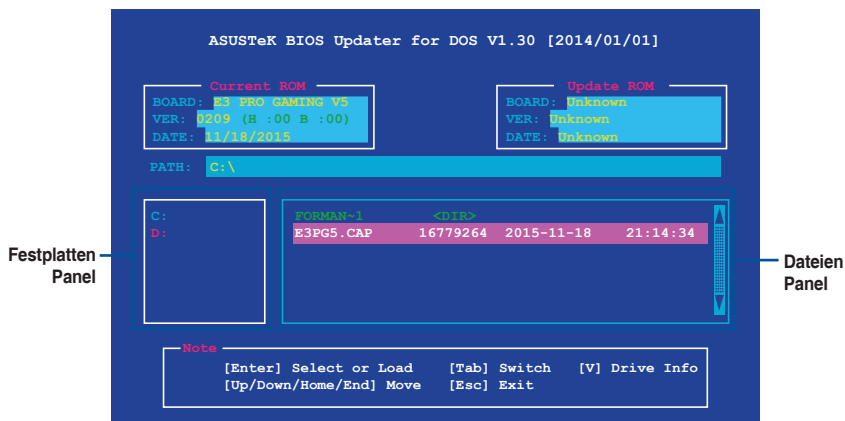 ASUSTeK BIOS Updater for DOS V1.30 [2014/01/01]
Current ROM
BOARD: E3 PRO GAMING V5
VER: 0209 (H :00 B :00)
DATE: 11/18/2015
Update ROM
BOARD: Unknown
VER: Unknown
DATE: Unknown
PATH: C:\
C:
D:
FORMAN~1 <DIR>
E3PG5.CAP 16779264 2015-11-18 21:14:34
Festplatten
Panel
Dateien
Panel
Note
[Enter] Select or Load [Tab] Switch [V] Drive Info
[Up/Down/Home/End] Move [Esc] Exit